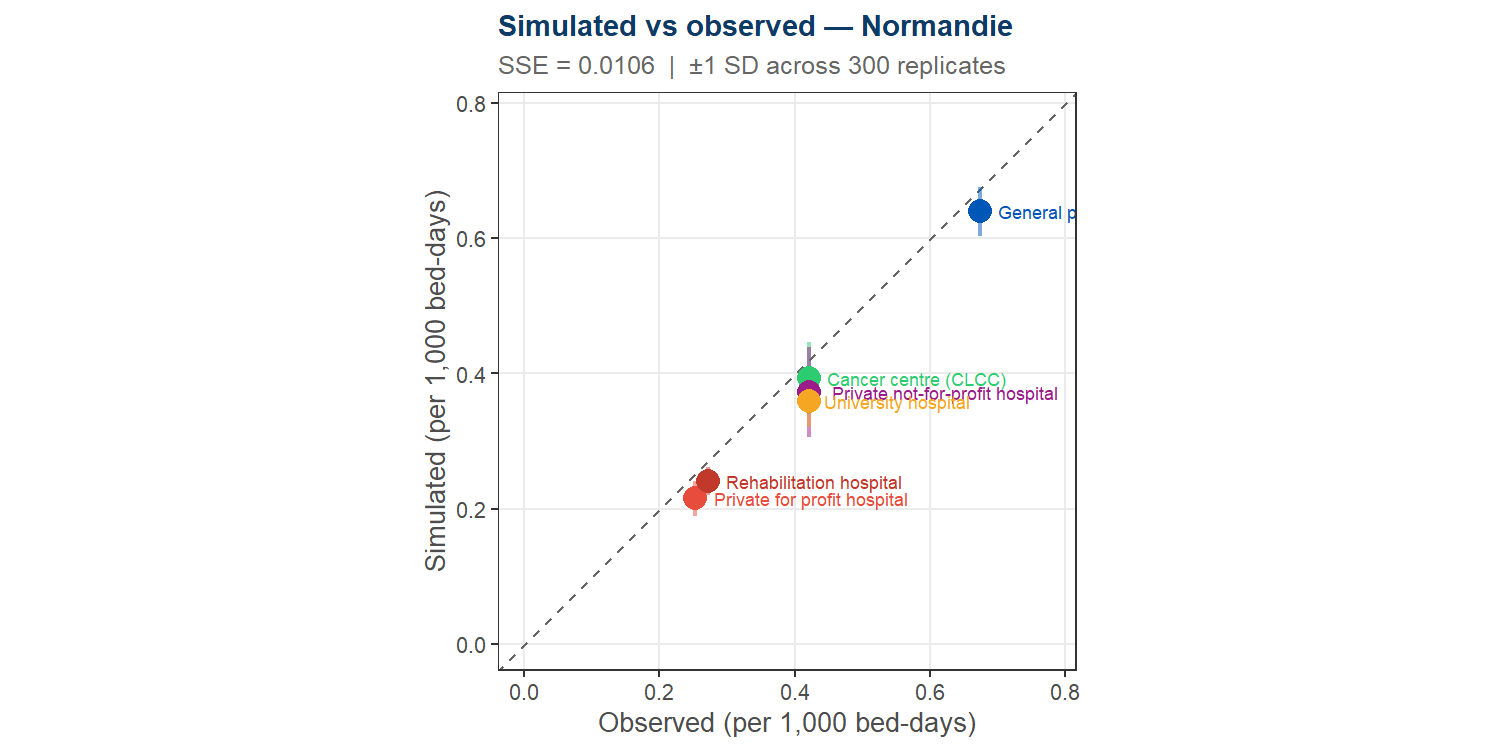 Simulated vs observed — Normandie
SSE = 0.0106 | ±1 SD across 300 replicates
Simulated (per 1,000 bed-days)
0.8
0.6
0.4
0.2
0.0
General p
Cancer centre (CLCC)
Private not-for-profit hospital
University hospital
Rehabilitation hospital
Private for profit hospital
0.0 0.2 0.4 0.6 0.8
Observed (per 1,000 bed-days)